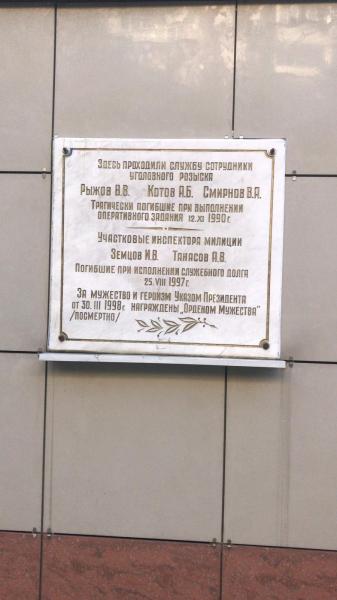 Здесь проходили службу сотрудники
уголовного розыска
Рыжов В.В. Котов А.Б. Смирнов В.А.
Трагически погибшие при выполнении
оперативного задания 12.XI 1990 г.
Участковые инспектора милиции
Земцов И.В. Танасов А.В.
Погибшие при исполнении служебного долга
25.VIII 1997 г.
За мужество и героизм Указом Президента
от 30.III 1998 г. награждены „Орденом Мужества"
/посмертно/